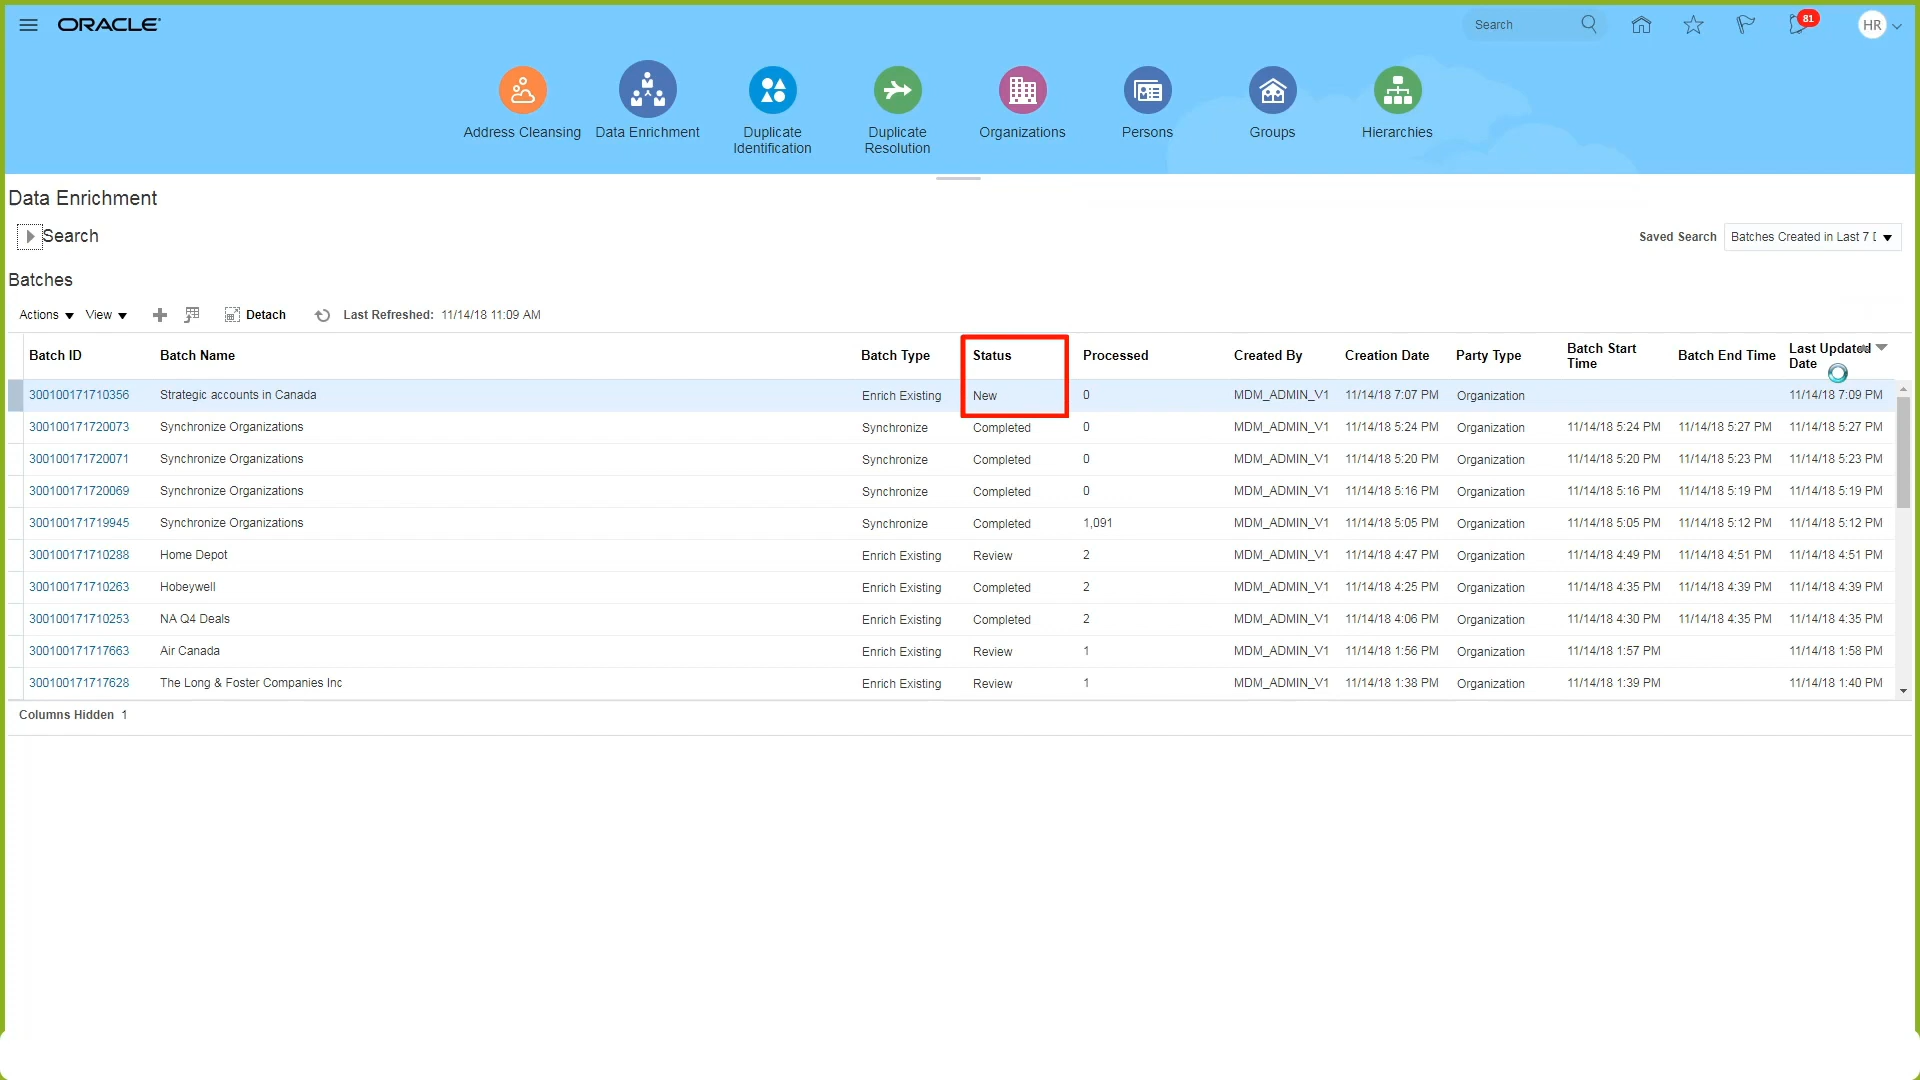 ORACLE
Search
81
HR
Address Cleansing
Data Enrichment
Duplicate
Identification
Duplicate
Resolution
Organizations
Persons
Groups
Hierarchies
Data Enrichment
Search
Saved Search
Batches Created in Last 7
Batches
Actions
View
Detach
Last Refreshed: 11/14/18 11:09 AM
Batch ID Batch Name Batch Type Status Processed Created By Creation Date Party Type Batch Start Time Batch End Time Last Updated Date
300100171710356 Strategic accounts in Canada Enrich Existing New 0 MDM_ADMIN_V1 11/14/18 7:07 PM Organization 11/14/18 7:09 PM
300100171720073 Synchronize Organizations Synchronize Completed 0 MDM_ADMIN_V1 11/14/18 5:24 PM Organization 11/14/18 5:24 PM 11/14/18 5:27 PM 11/14/18 5:27 PM
300100171720071 Synchronize Organizations Synchronize Completed 0 MDM_ADMIN_V1 11/14/18 5:20 PM Organization 11/14/18 5:20 PM 11/14/18 5:23 PM 11/14/18 5:23 PM
300100171720069 Synchronize Organizations Synchronize Completed 0 MDM_ADMIN_V1 11/14/18 5:16 PM Organization 11/14/18 5:16 PM 11/14/18 5:19 PM 11/14/18 5:19 PM
300100171719945 Synchronize Organizations Synchronize Completed 1,091 MDM_ADMIN_V1 11/14/18 5:05 PM Organization 11/14/18 5:05 PM 11/14/18 5:12 PM 11/14/18 5:12 PM
300100171710288 Home Depot Enrich Existing Review 2 MDM_ADMIN_V1 11/14/18 4:47 PM Organization 11/14/18 4:49 PM 11/14/18 4:51 PM 11/14/18 4:51 PM
300100171710263 Hobeywell Enrich Existing Completed 2 MDM_ADMIN_V1 11/14/18 4:25 PM Organization 11/14/18 4:35 PM 11/14/18 4:39 PM 11/14/18 4:39 PM
300100171710253 NA Q4 Deals Enrich Existing Completed 2 MDM_ADMIN_V1 11/14/18 4:06 PM Organization 11/14/18 4:30 PM 11/14/18 4:35 PM 11/14/18 4:35 PM
300100171717663 Air Canada Enrich Existing Review 1 MDM_ADMIN_V1 11/14/18 1:56 PM Organization 11/14/18 1:57 PM 11/14/18 1:58 PM
300100171717628 The Long & Foster Companies Inc Enrich Existing Review 1 MDM_ADMIN_V1 11/14/18 1:38 PM Organization 11/14/18 1:39 PM 11/14/18 1:40 PM
Columns Hidden 1